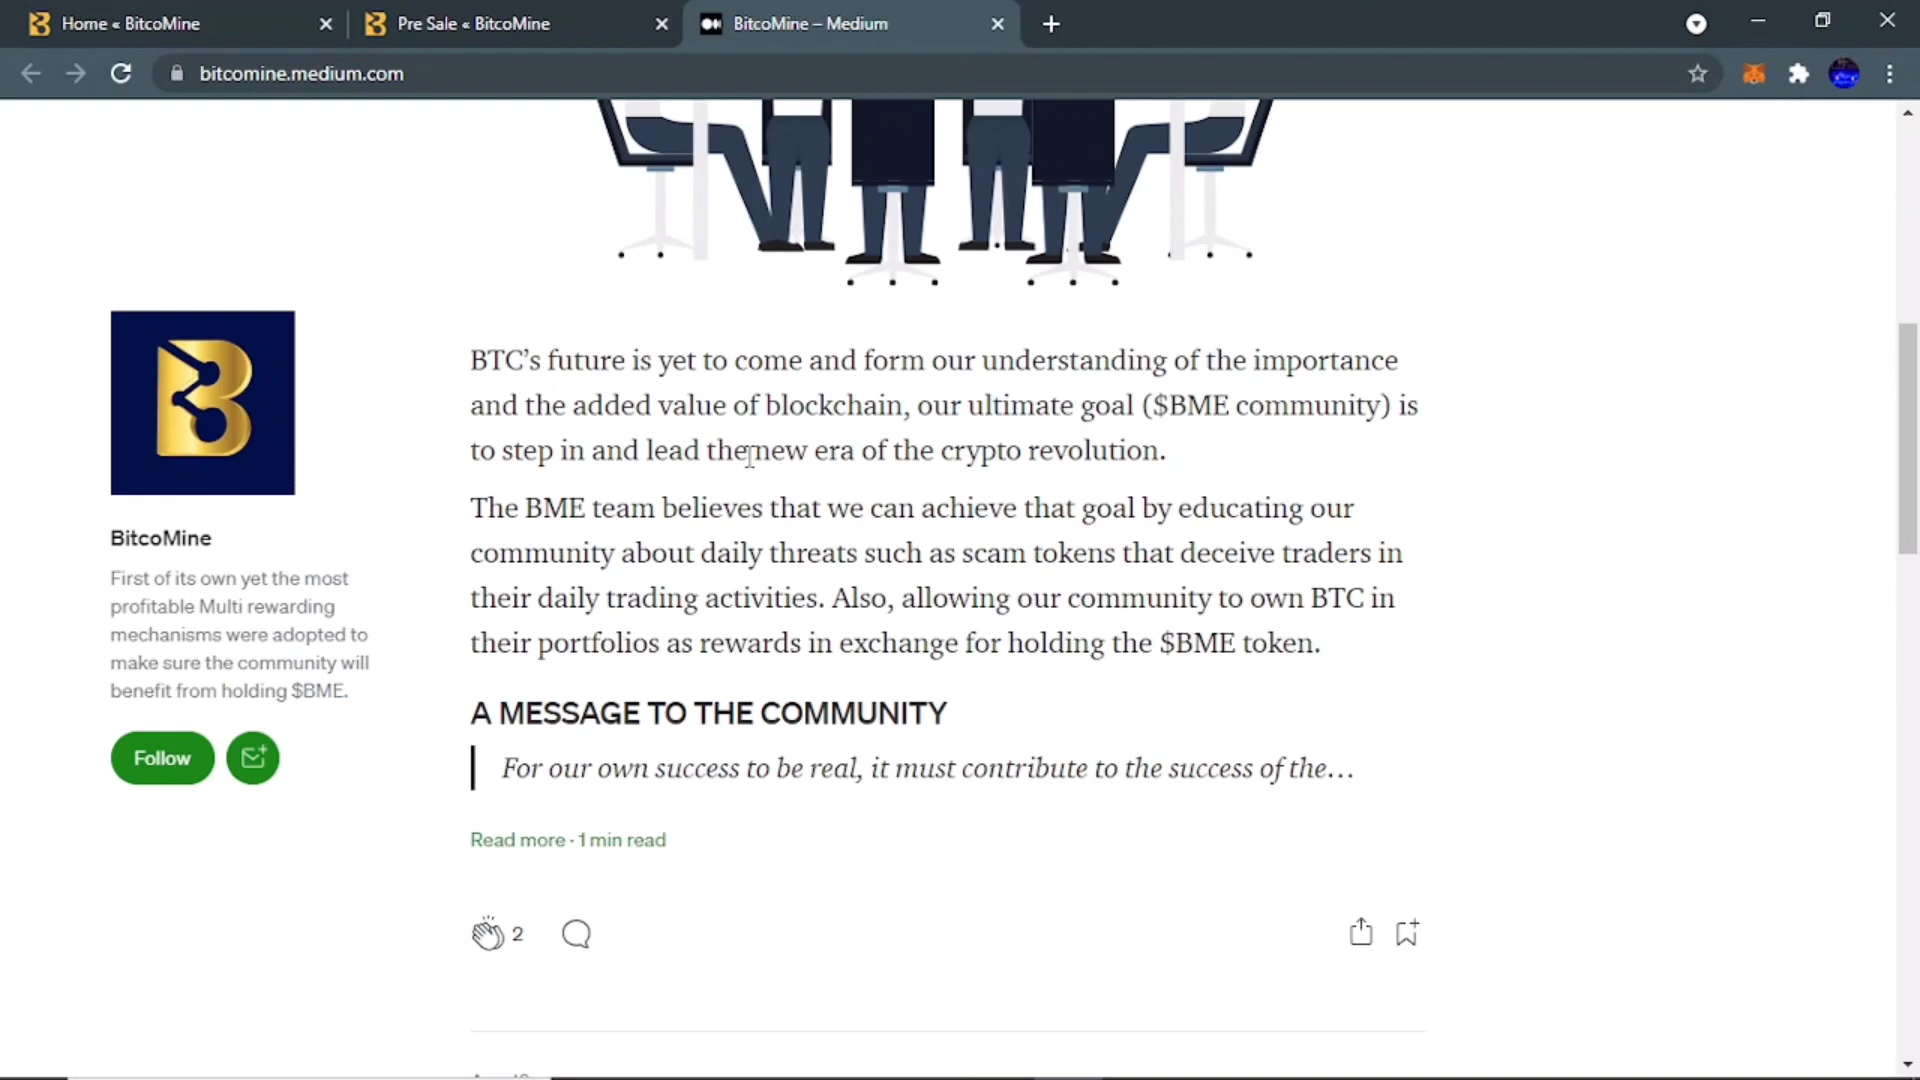 Home « BitcoMine
Pre Sale « BitcoMine
BitcoMine – Medium
bitcomine.medium.com
BTC's future is yet to come and form our understanding of the importance
and the added value of blockchain, our ultimate goal ($BME community) is
to step in and lead the new era of the crypto revolution.
The BME team believes that we can achieve that goal by educating our
community about daily threats such as scam tokens that deceive traders in
their daily trading activities. Also, allowing our community to own BTC in
their portfolios as rewards in exchange for holding the $BME token.
A MESSAGE TO THE COMMUNITY
For our own success to be real, it must contribute to the success of the…
Read more · 1 min read
2
BitcoMine
First of its own yet the most
profitable Multi rewarding
mechanisms were adopted to
make sure the community will
benefit from holding $BME.
Follow